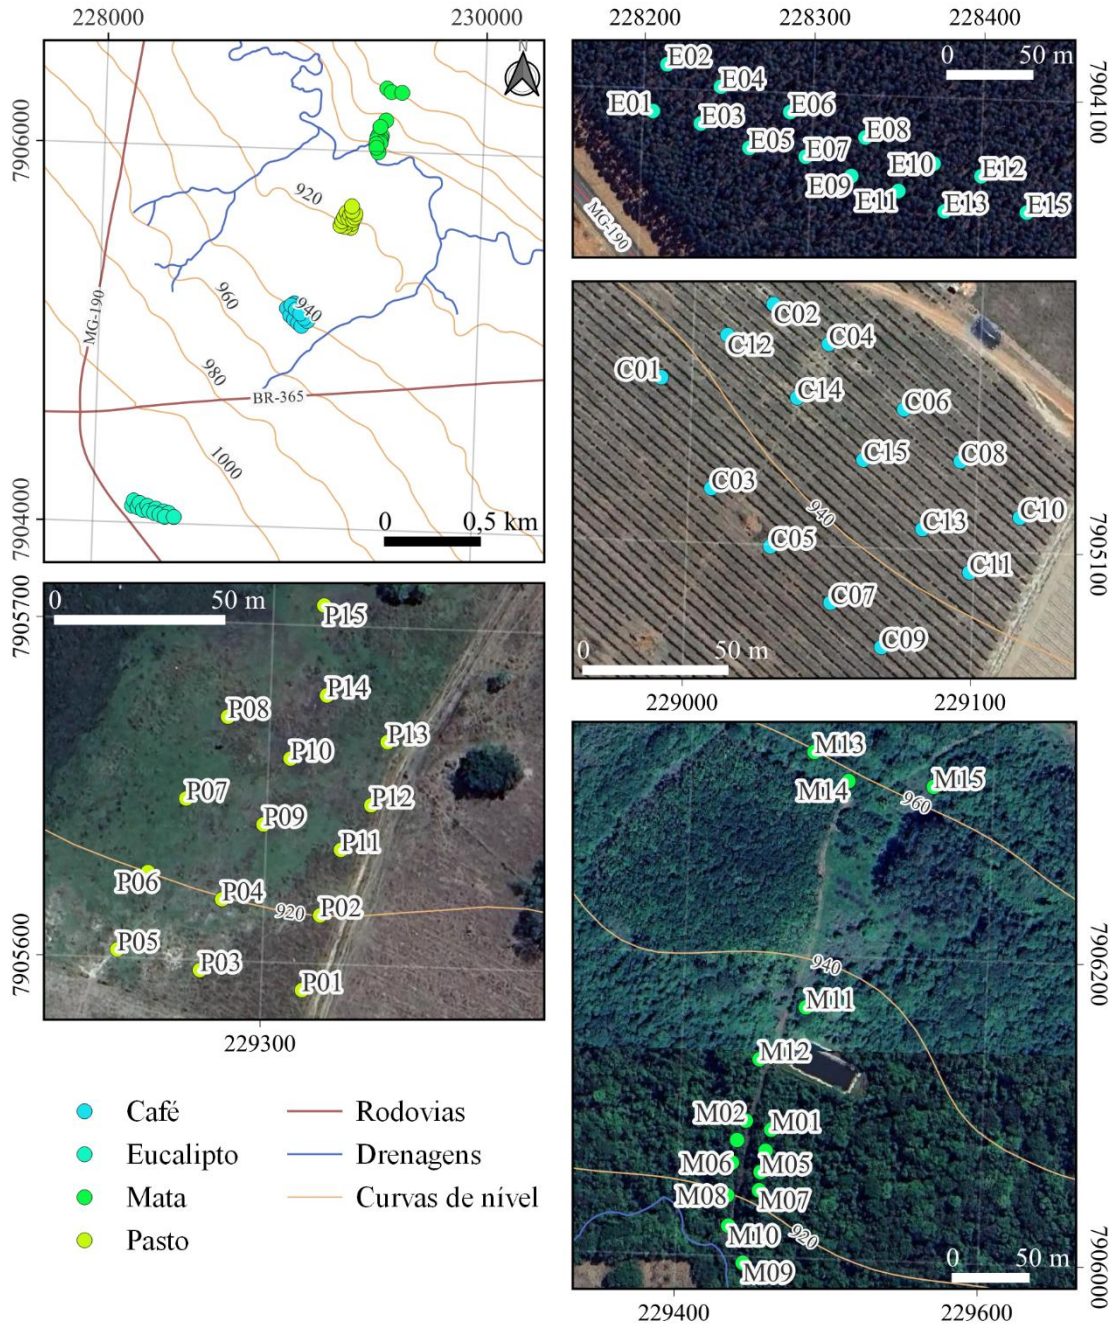 228000
230000
N
7906000
7904000
920
940
960
980
1000
MG-190
BR-365
0
0,5 km
228200
228300
228400
0
50 m
7904100
E02
E04
E01
E03
E06
E05
E07
E08
E10
E09
E11
E12
E13
E15
MG-190
C02
C12
C04
C01
C14
C06
C15
C08
C03
C10
C13
940
C05
C11
C07
C09
0
50 m
7905100
229000
229100
0
50 m
7905700
7905600
P15
P14
P08
P13
P10
P07
P12
P09
P11
P06
P04
920
P02
P05
P03
P01
229300
M13
M14
M15
960
940
M11
M12
M02
M01
M06
M05
M08
M07
M10
920
M09
0
50 m
7906200
7906000
229400
229600
Café
Eucalipto
Mata
Pasto
Rodovias
Drenagens
Curvas de nível